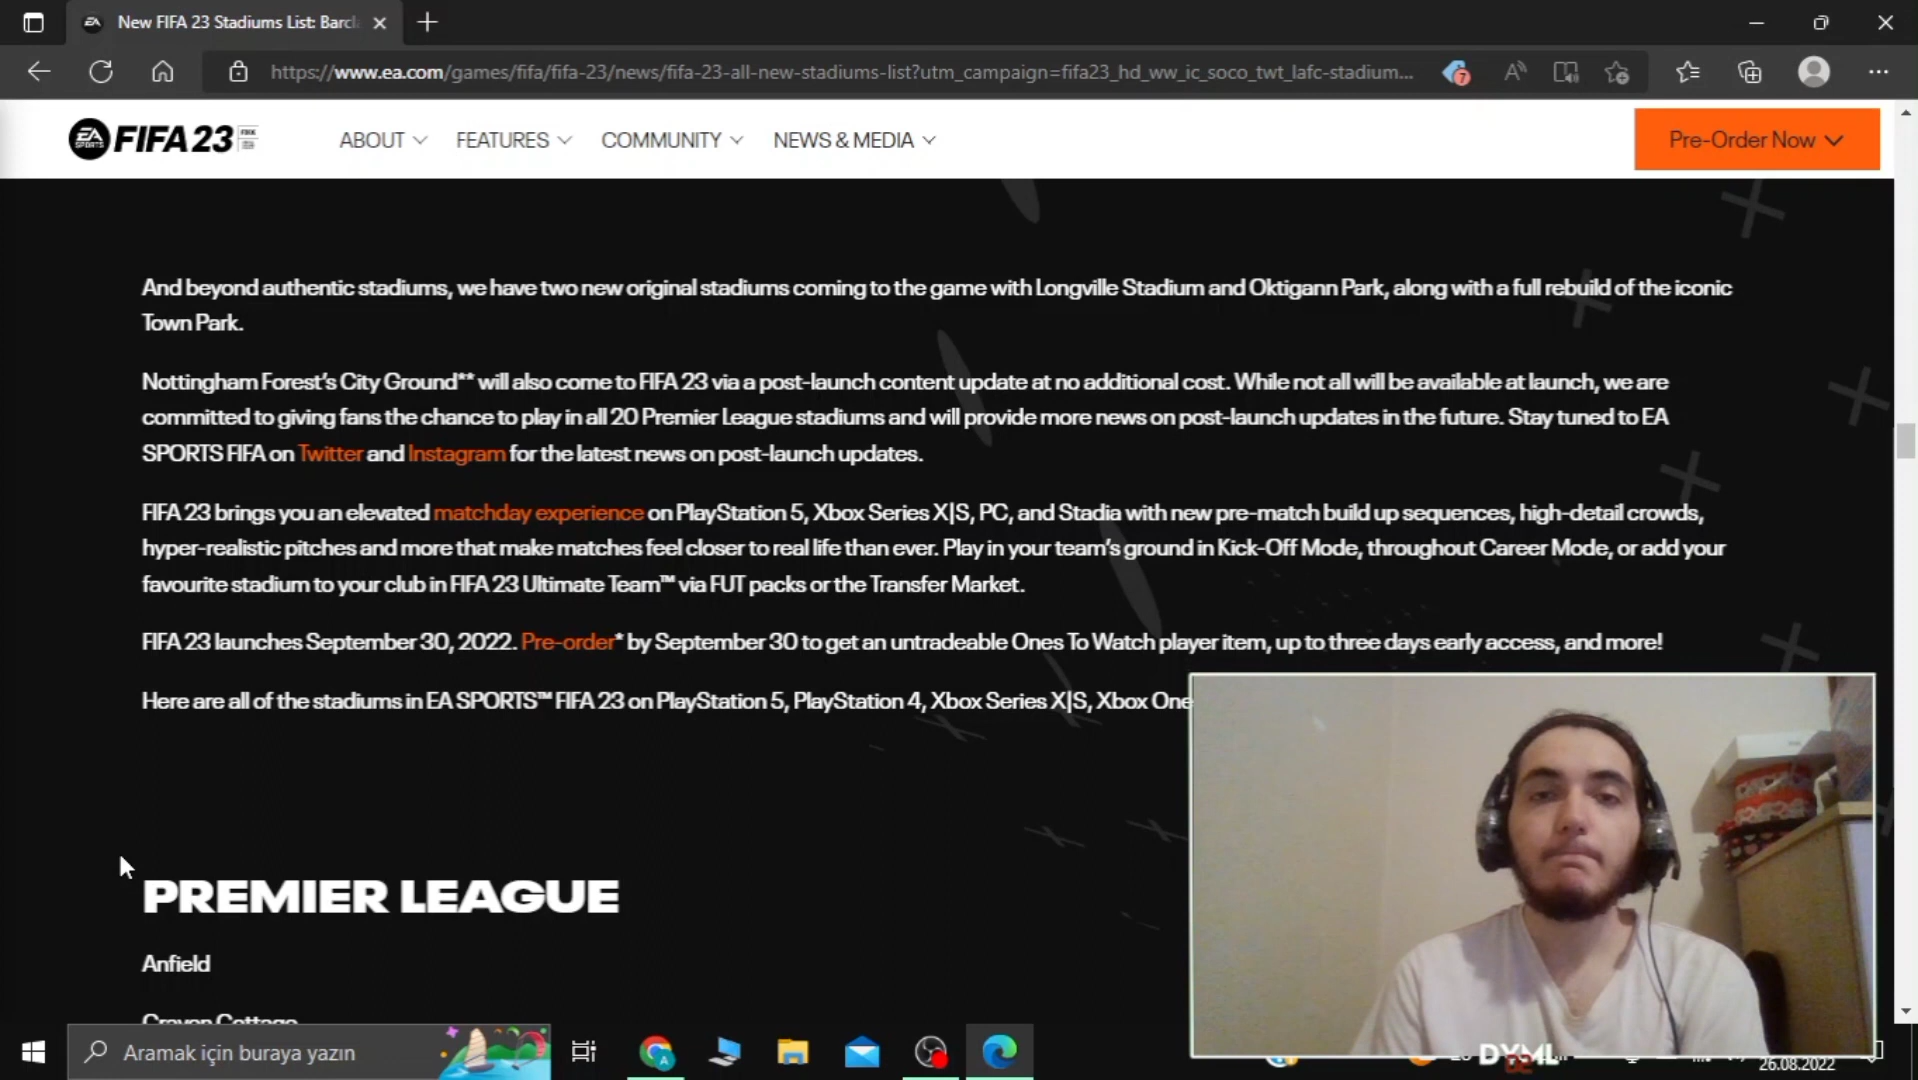 New FIFA 23 Stadiums List: Barcl
https://www.ea.com/games/fifa/fifa-23/news/fifa-23-all-new-stadiums-list?utm_campaign=fifa23_hd_ww_ic_soco_twt_lafc-stadium...
7
EA SPORTS FIFA 23
ABOUT
FEATURES
COMMUNITY
NEWS & MEDIA
Pre-Order Now
And beyond authentic stadiums, we have two new original stadiums coming to the game with Longville Stadium and Oktigann Park, along with a full rebuild of the iconic
Town Park.
Nottingham Forest's City Ground** will also come to FIFA 23 via a post-launch content update at no additional cost. While not all will be available at launch, we are
committed to giving fans the chance to play in all 20 Premier League stadiums and will provide more news on post-launch updates in the future. Stay tuned to EA
SPORTS FIFA on Twitter and Instagram for the latest news on post-launch updates.
FIFA 23 brings you an elevated matchday experience on PlayStation 5, Xbox Series X|S, PC, and Stadia with new pre-match build up sequences, high-detail crowds,
hyper-realistic pitches and more that make matches feel closer to real life than ever. Play in your team's ground in Kick-Off Mode, throughout Career Mode, or add your
favourite stadium to your club in FIFA 23 Ultimate Team™ via FUT packs or the Transfer Market.
FIFA 23 launches September 30, 2022. Pre-order* by September 30 to get an untradeable Ones To Watch player item, up to three days early access, and more!
Here are all of the stadiums in EA SPORTS™ FIFA 23 on PlayStation 5, PlayStation 4, Xbox Series X|S, Xbox One
PREMIER LEAGUE
Anfield
Craven Cottage
Aramak için buraya yazın
DYML
26.08.2022